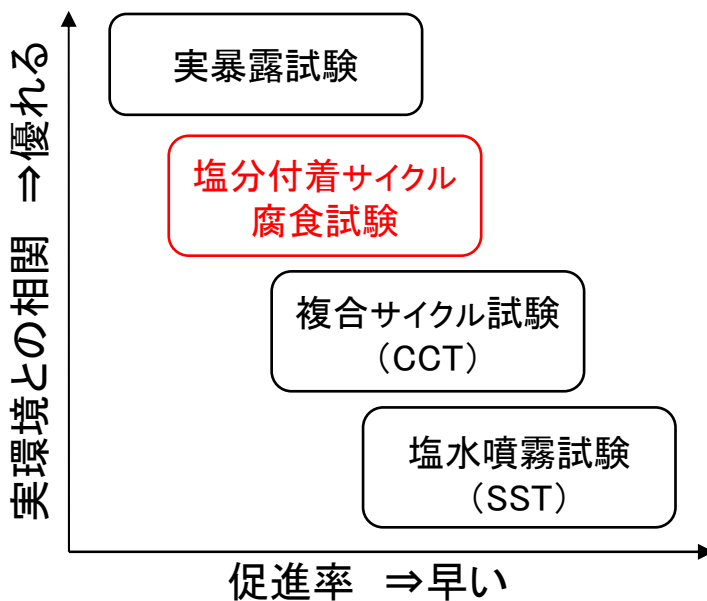 実環境との相関 ⇒優れる
実暴露試験
塩分付着サイクル
腐食試験
複合サイクル試験
(CCT)
塩水噴霧試験
(SST)
促進率 ⇒早い